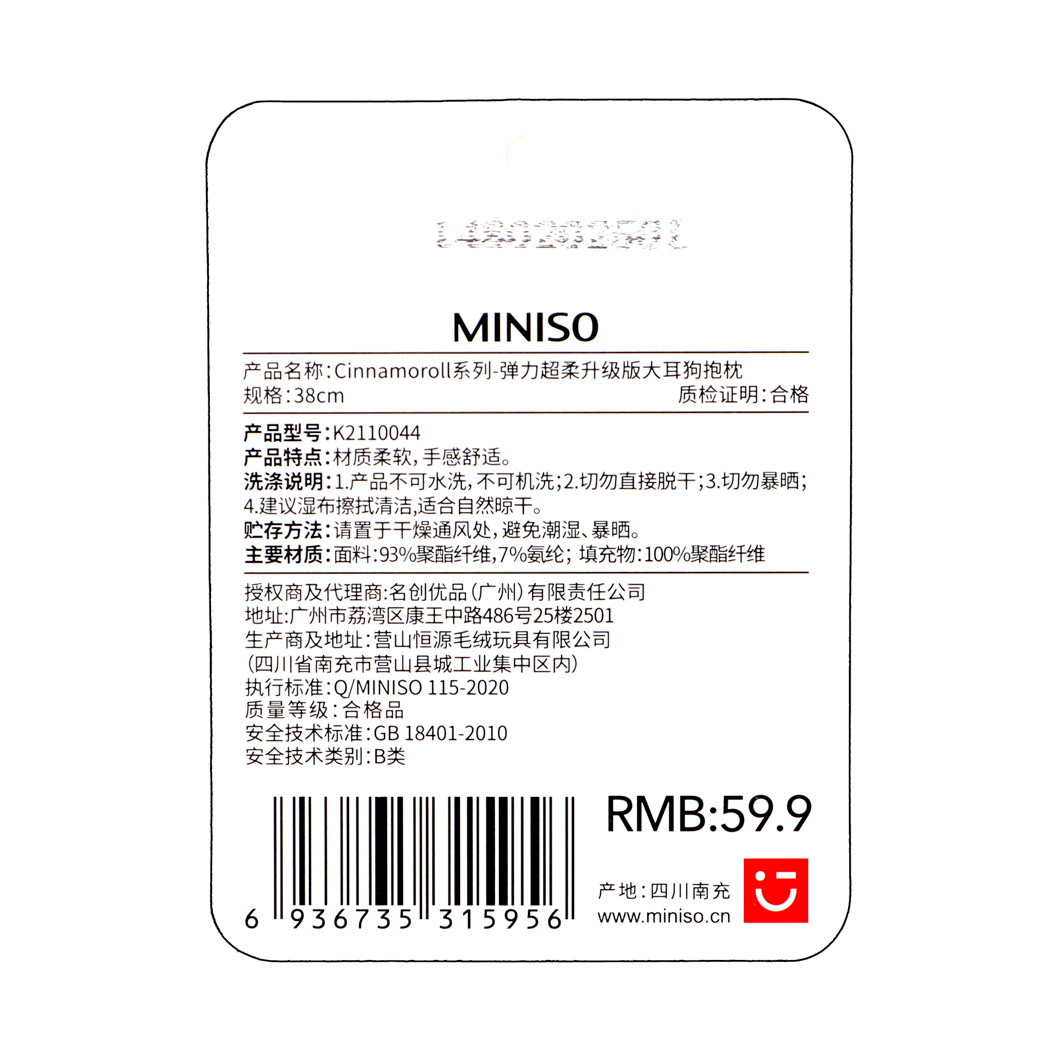 MINISO
产品名称：Cinnamoroll系列-弹力超柔升级版大耳狗抱枕
规格：38cm 质检证明：合格
产品型号：K2110044
产品特点：材质柔软，手感舒适。
洗涤说明：1.产品不可水洗，不可机洗；2.切勿直接脱干；3.切勿暴晒；
4.建议湿布擦拭清洁,适合自然晾干。
贮存方法：请置于干燥通风处，避免潮湿、暴晒。
主要材质：面料：93%聚酯纤维，7%氨纶；填充物：100%聚酯纤维
授权商及代理商:名创优品（广州）有限责任公司
地址:广州市荔湾区康王中路486号25楼2501
生产商及地址：营山恒源毛绒玩具有限公司
（四川省南充市营山县城工业集中区内）
执行标准：Q/MINISO 115-2020
质量等级：合格品
安全技术标准：GB 18401-2010
安全技术类别：B类
RMB:59.9
产地：四川南充
www.miniso.cn
6 936735 315956